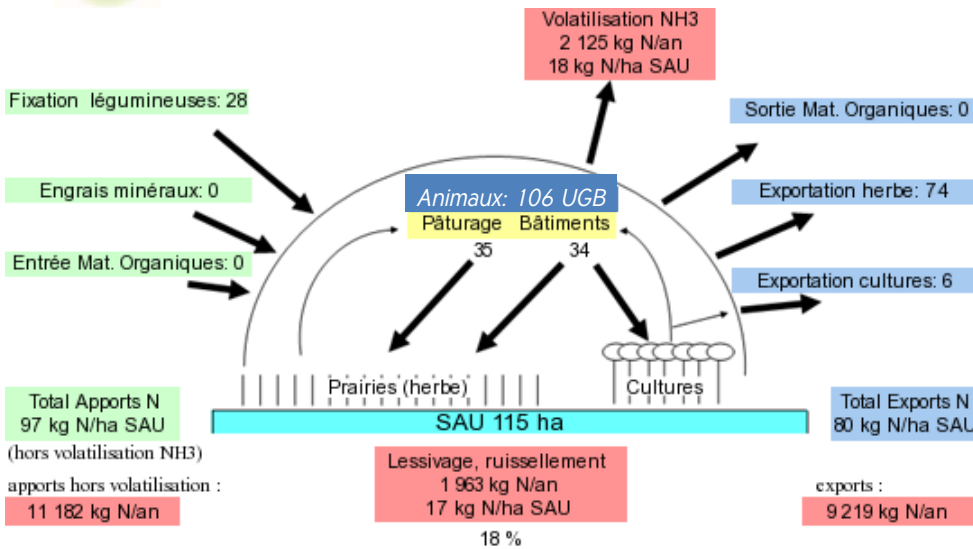 Volatilisation NH3
2 125 kg N/an
18 kg N/ha SAU
Fixation légumineuses: 28
Sortie Mat. Organiques: 0
Engrais minéraux: 0
Animaux: 106 UGB
Exportation herbe: 74
Pâturage Bâtiments
35 34
Entrée Mat. Organiques: 0
Exportation cultures: 6
Prairies (herbe)
Cultures
Total Apports N
97 kg N/ha SAU
(hors volatilisation NH3)
SAU 115 ha
Total Exports N
80 kg N/ha SAU
Lessivage, ruissellement
1 963 kg N/an
17 kg N/ha SAU
18 %
apports hors volatilisation :
11 182 kg N/an
exports :
9 219 kg N/an